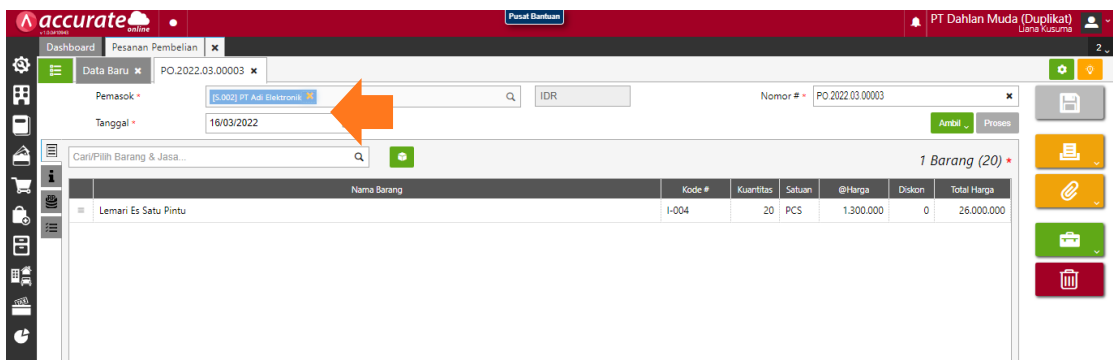 accurate
online
Pusat Bantuan
PT Dahlan Muda (Duplikat)
Liana Kusuma
Dashboard
Pesanan Pembelian
2
Data Baru
PO.2022.03.00003
Pemasok *
[S.002] PT Adi Elektronik
IDR
Nomor # *
PO.2022.03.00003
Tanggal *
16/03/2022
Ambil
Proses
Cari/Pilih Barang & Jasa...
1 Barang (20) *
Nama Barang Kode # Kuantitas Satuan @Harga Diskon Total Harga
Lemari Es Satu Pintu I-004 20 PCS 1.300.000 0 26.000.000